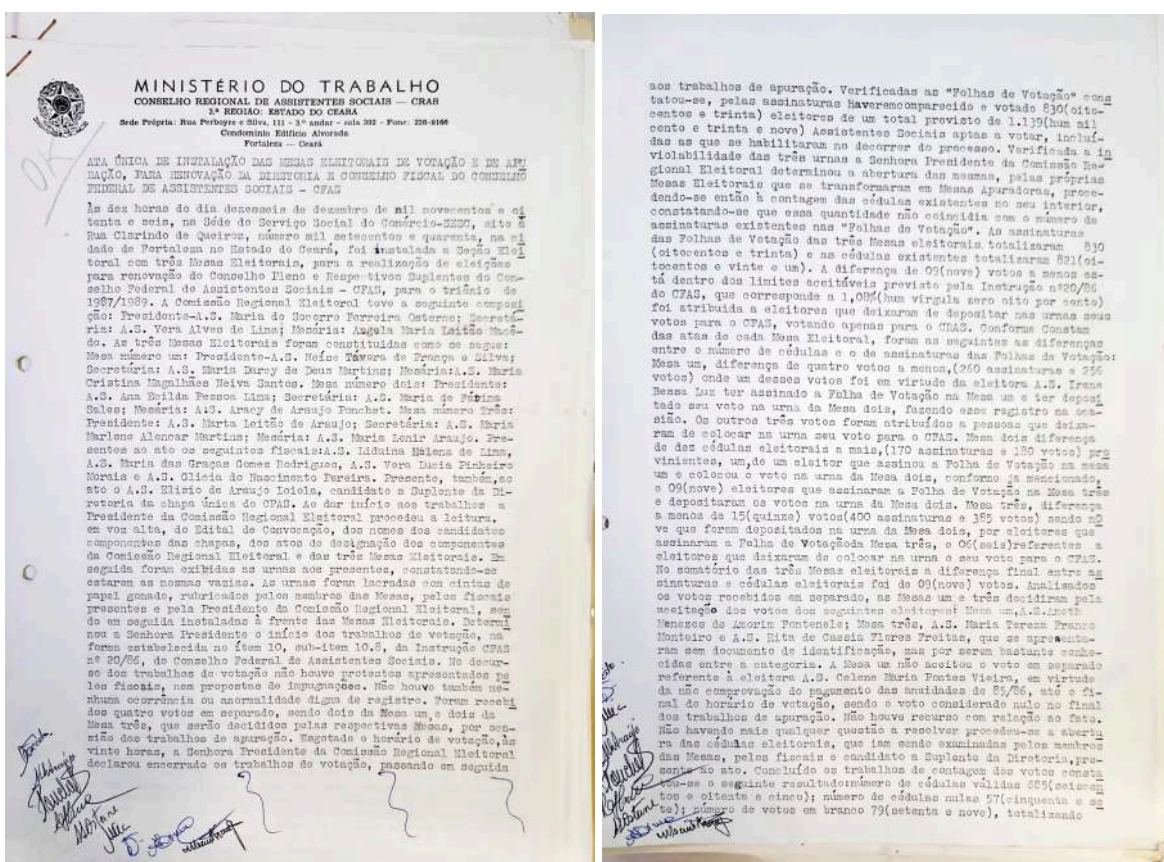 OK
MINISTÉRIO DO TRABALHO
CONSELHO REGIONAL DE ASSISTENTES SOCIAIS — CRAS
3.ª REGIÃO: ESTADO DO CEARÁ
Sede Própria: Rua Perboyre e Silva, 111 - 3.º andar - sala 302 - Fone: 226-9166
Condomínio Edifício Alvorada
Fortaleza — Ceará
ATA ÚNICA DE INSTALAÇÃO DAS MESAS ELEITORAIS DE VOTAÇÃO E DE APU
RAÇÃO, PARA RENOVAÇÃO DA DIRETORIA E CONSELHO FISCAL DO CONSELHO
FEDERAL DE ASSISTENTES SOCIAIS - CFAS
Às dez horas do dia dezesseis de dezembro de mil novecentos e oi
tenta e seis, na Séde do Serviço Social do Comércio-SESC, sito à
Rua Clarindo de Queiroz, número mil setecentos e quarenta, na ci
dade de Fortaleza no Estado do Ceará, foi instalada a Seção Elei
toral com três Mesas Eleitorais, para a realização de eleições
para renovação do Conselho Pleno e Respectivos Suplentes do Con-
selho Federal de Assistentes Sociais - CFAS, para o triênio de
1987/1989. A Comissão Regional Eleitoral teve a seguinte composi
ção: Presidente-A.S. Maria do Socorro Ferreira Osterne; Secretá-
ria: A.S. Vera Alves de Lima; Mesária: Angela Maria Leitão Macê-
do. As três Mesas Eleitorais foram constituidas como se segue:
Mesa número um: Presidente-A.S. Neíse Távora de França e Silva;
Secretária: A.S. Maria Darcy de Deus Martins; Mesária:A.S. Maria
Cristina Magalhães Neiva Santos. Mesa número dois: Presidente:
A.S. Ana Ecilda Pessoa Lima; Secretária: A.S. Maria de Fátima
Sales; Mesária: A.S. Aracy de Araujo Ponchet. Mesa número Três:
Presidente: A.S. Marta Leitão de Araujo; Secretária: A.S. Maria
Marlene Alencar Martins; Mesária: A.S. Maria Lenir Araujo. Pre-
sentes ao ato os seguintes fiscais:A.S. Liduina Helena de Lima,
A.S. Maria das Graças Gomes Rodrigues, A.S. Vera Lucia Pinheiro
Morais e A.S. Glicia do Nascimento Pereira. Presente, também,ao
ato o A.S. Elizio de Araujo Loiola, candidato a Suplente da Di-
retoria da chapa única do CFAS. Ao dar início aos trabalhos a
Presidente da Comissão Regional Eleitoral procedeu a leitura,
em voz alta, do Edital de Convocação, dos nomes dos candidatos
componentes das chapas, dos atos de designação dos componentes
da Comissão Regional Eleitoral e das três Mesas Eleitorais. Em
seguida foram exibidas as urnas aos presentes, constatando-se
estarem as mesmas vasias. As urnas foram lacradas com cintas de
papel gomado, rubricados pelos membros das Mesas, pelos fiscais
presentes e pela Presidente da Comissão Regional Eleitoral, sen
do em seguida instaladas à frente das Mesas Eleitorais. Determi
nou a Senhora Presidente o início dos trabalhos de votação, na
forma estabelecida no ítem 10, sub-item 10.8, da Instrução CFAS
nº 20/86, do Conselho Federal de Assistentes Sociais. No decur-
so dos trabalhos de votação não houve protestos apresentados pe
los fiscais, nem propostas de impugnações. Não houve também ne-
nhuma ocorrência ou anormalidade digna de registro. Foram recebi
dos quatro votos em separado, sendo dois da Mesa um, e dois da
Mesa três, que serão decididos pelas respectivas Mesas, por oca-
sião dos trabalhos de apuração. Esgotado o horário de votação,às
vinte horas, a Senhora Presidente da Comissão Regional Eleitoral
declarou encerrado os trabalhos de votação, passando em seguida
aos trabalhos de apuração. Verificadas as "Folhas de Votação" cons
tatou-se, pelas assinaturas Haveremcomparecido e votado 830(oito-
centos e trinta) eleitores de um total previsto de 1.139(hum mil
cento e trinta e nove) Assistentes Sociais aptas a votar, incluí-
das as que se habilitaram no decorrer do processo. Verificada a in
violabilidade das três urnas a Senhora Presidente da Comissão Re-
gional Eleitoral determinou a abertura das mesmas, pelas próprias
Mesas Eleitorais que se transformaram em Mesas Apuradoras, proce-
dendo-se então à contagem das cédulas existentes no seu interior,
constatando-se que essa quantidade não coincidia com o número de
assinaturas existentes nas "Folhas de Votação". As assinaturas
das Folhas de Votação das três Mesas eleitorais totalizaram 830
(oitocentos e trinta) e as cédulas existentes totalizaram 821(oi-
tocentos e vinte e um). A diferença de 09(nove) votos a menos es-
tá dentro dos limites aceitáveis previsto pela Instrução nº20/86
do CFAS, que corresponde a 1,08%(hum virgula zero oito por cento)
foi atribuida a eleitores que deixaram de depositar nas urnas seus
votos para o CFAS, votando apenas para o CRAS. Conforme Constam
das atas de cada Mesa Eleitoral, foram as seguintes as diferenças
entre o número de cédulas e o de assinaturas das Folhas de Votação:
Mesa um, diferença de quatro votos a menos,(260 assinaturas e 256
votos) onde um desses votos foi em virtude da eleitora A.S. Irene
Bessa Luz ter assinado a Folha de Votação na Mesa um e ter deposi
tado seu voto na urna da Mesa dois, fazendo esse registro na oca-
sião. Os outros três votos foram atribuídos a pessoas que deixa-
ram de colocar na urna seu voto para o CFAS. Mesa dois diferença
de dez cédulas eleitorais a mais,(170 assinaturas e 180 votos) pro
vinientes, um,de um eleitor que assinou a Folha de Votação na mesa
um e colocou o voto na urna da Mesa dois, conforme já mencionado,
e 09(nove) eleitores que assinaram a Folha de Votação na Mesa três
e depositaram os votos na urna da Mesa dois. Mesa três, diferença
a menos de 15(quinze) votos(400 assinaturas e 385 votos) sendo no
ve que foram depositados na urna da Mesa dois, por eleitores que
assinaram a Folha de Votaçãoda Mesa três, e 06(seis)referentes a
eleitores que deixaram de colocar na urna o seu voto para o CFAS.
No somatório das três Mesas eleitorais a diferença final entre as
sinaturas e cédulas eleitorais foi de 09(nove) votos. Analisados
os votos recebidos em separado, as Mesas um e três decidiram pela
aceitação dos votos dos seguintes eleitores: Mesa um,A.S.
Menezes de Amorim Fontenele; Mesa três, A.S. Maria Tereza Franco
Monteiro e A.S. Rita de Cassia Flores Freitas, que se apresenta-
ram sem documento de identificação, mas por serem bastante conhe-
cidas entre a categoria. A Mesa um não aceitou o voto em separado
referente à eleitora A.S. Celene Maria Pontes Vieira, em virtude
da não comprovação do pagamento das anuidades de 85/86, até o fi-
nal do horário de votação, sendo o voto considerado nulo no final
dos trabalhos de apuração. Não houve recurso com relação ao fato.
Não havendo mais qualquer questão a resolver procedeu-se a abertu
ra das cédulas eleitorais, que iam sendo examinadas pelos membros
das Mesas, pelos fiscais e candidato a Suplente da Diretoria,pre-
sente ao ato. Concluído os trabalhos de contagem dos votos consta
tou-se o seguinte resultado:número de cédulas válidas 685(seiscen
tos e oitenta e cinco); número de cédulas nulas 57(cinquenta e se
te); número de votos em branco 79(setenta e nove), totalizando